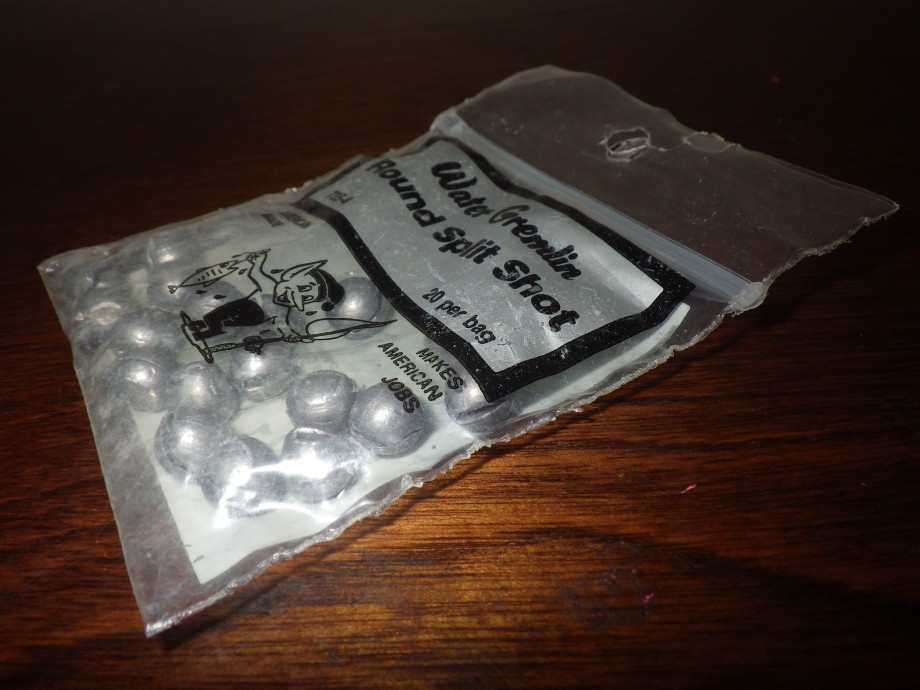 Water Gremlin
Round Split Shot
20 per bag
MAKES
AMERICAN
JOBS